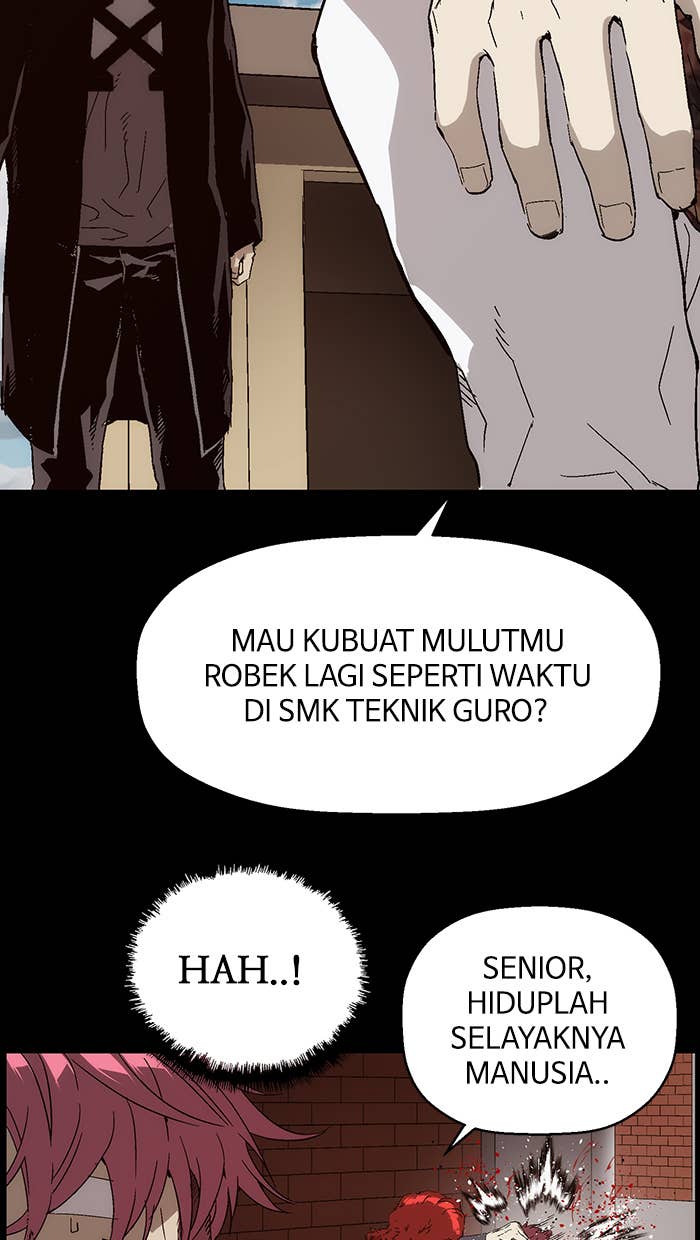 MAU KUBUAT MULUTMU
ROBEK LAGI SEPERTI WAKTU
DI SMK TEKNIK GURO?
HAH..!
SENIOR,
HIDUPLAH
SELAYAKNYA
MANUSIA..